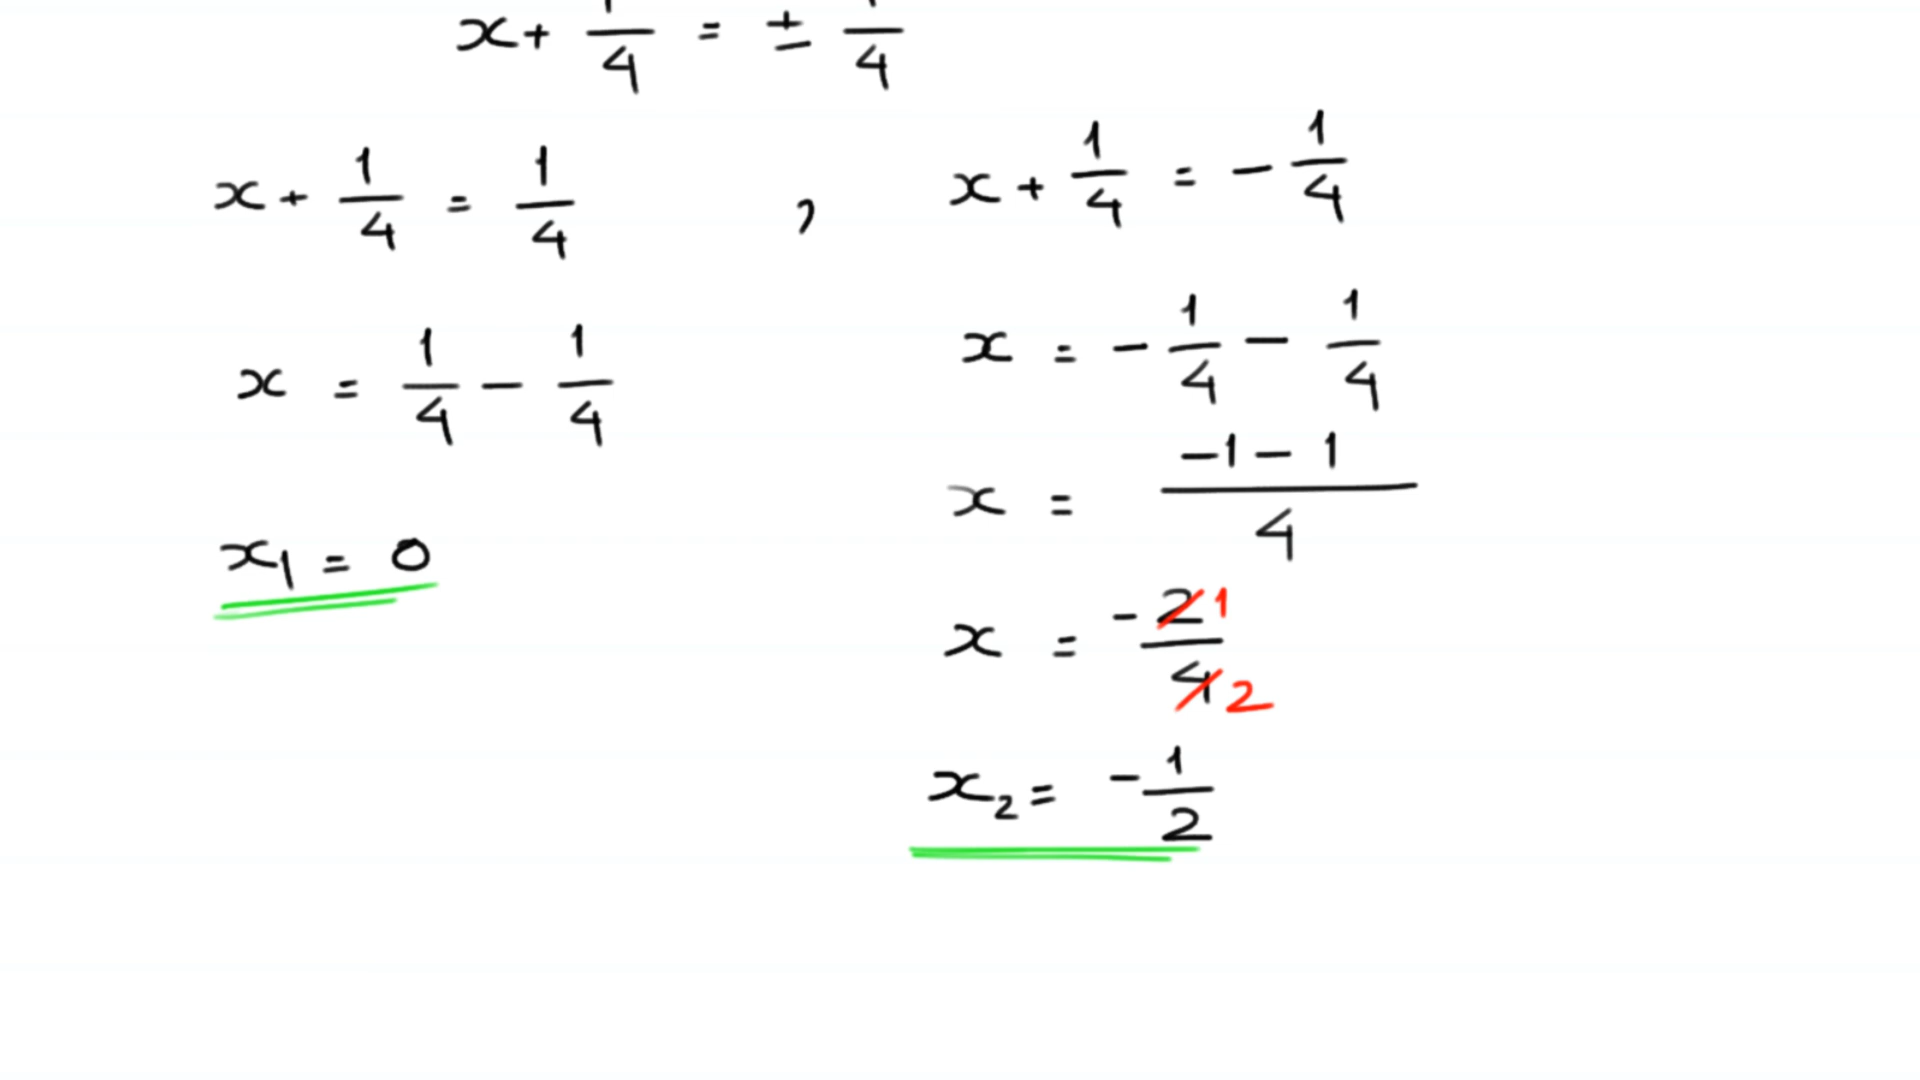 x + 1/4 = ± 1/4
x + 1/4 = 1/4 , x + 1/4 = - 1/4
x = 1/4 - 1/4
x = - 1/4 - 1/4
x = (-1 - 1)/4
x₁ = 0
x = - 2/4 1 2
x₂ = - 1/2